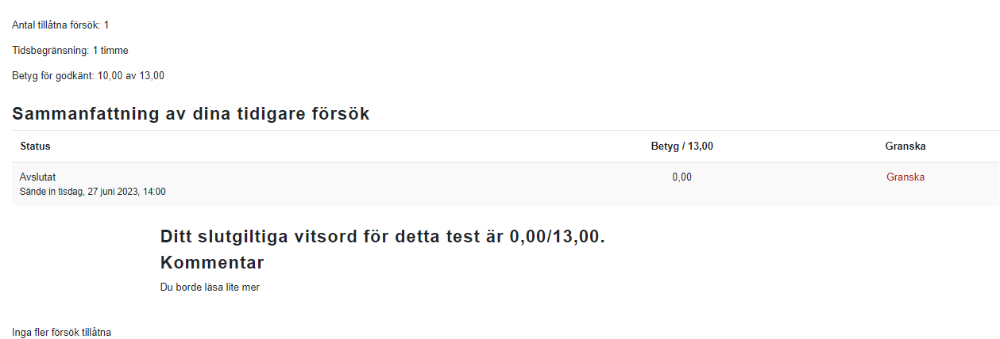 Antal tillåtna försök: 1
Tidsbegränsning: 1 timme
Betyg för godkänt: 10,00 av 13,00
Sammanfattning av dina tidigare försök
Status Betyg / 13,00 Granska
Avslutat 0,00 Granska
Sände in tisdag, 27 juni 2023, 14:00
Ditt slutgiltiga vitsord för detta test är 0,00/13,00.
Kommentar
Du borde läsa lite mer
Inga fler försök tillåtna